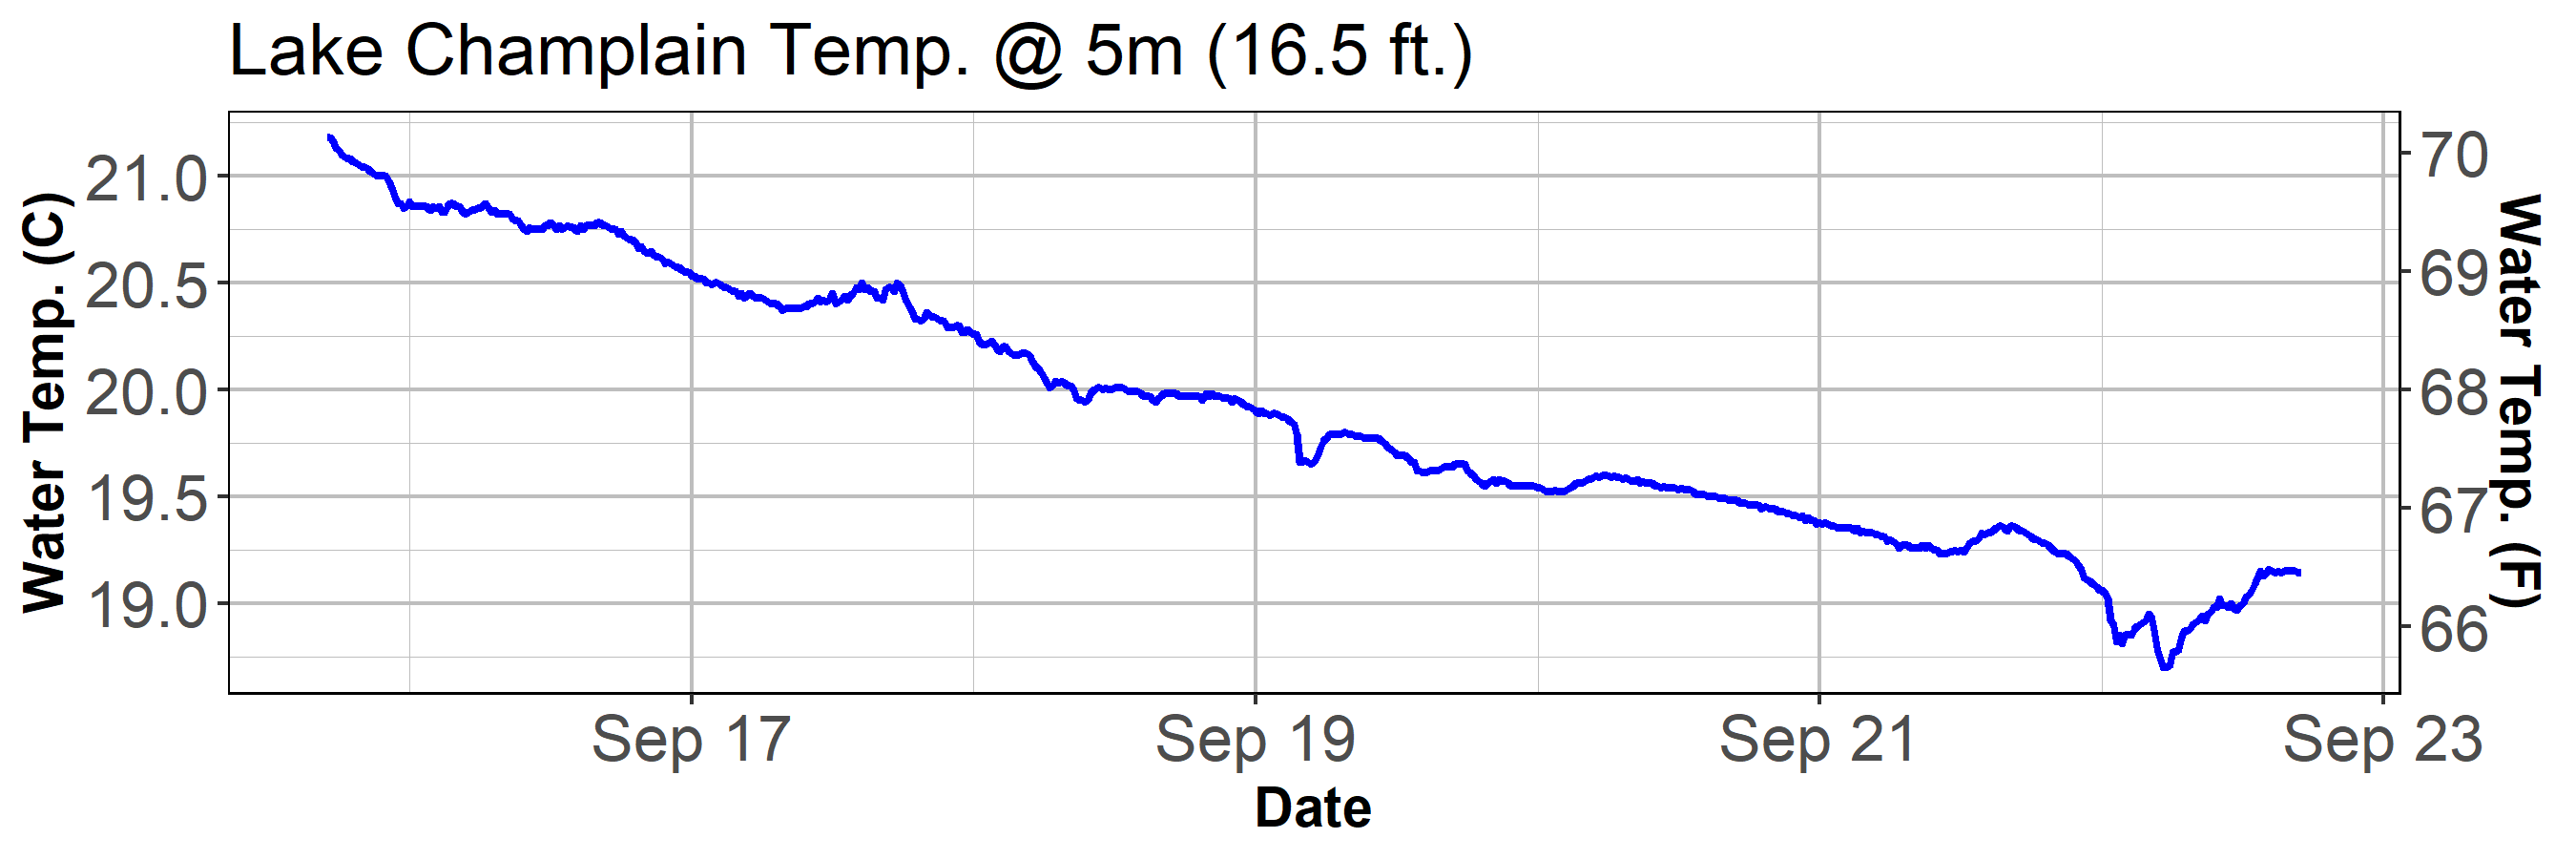 Lake Champlain Temp. @ 5m (16.5 ft.)
Water Temp. (C)
21.0
20.5
20.0
19.5
19.0
70
69
68
67
66
Water Temp. (F)
Sep 17
Sep 19
Sep 21
Sep 23
Date